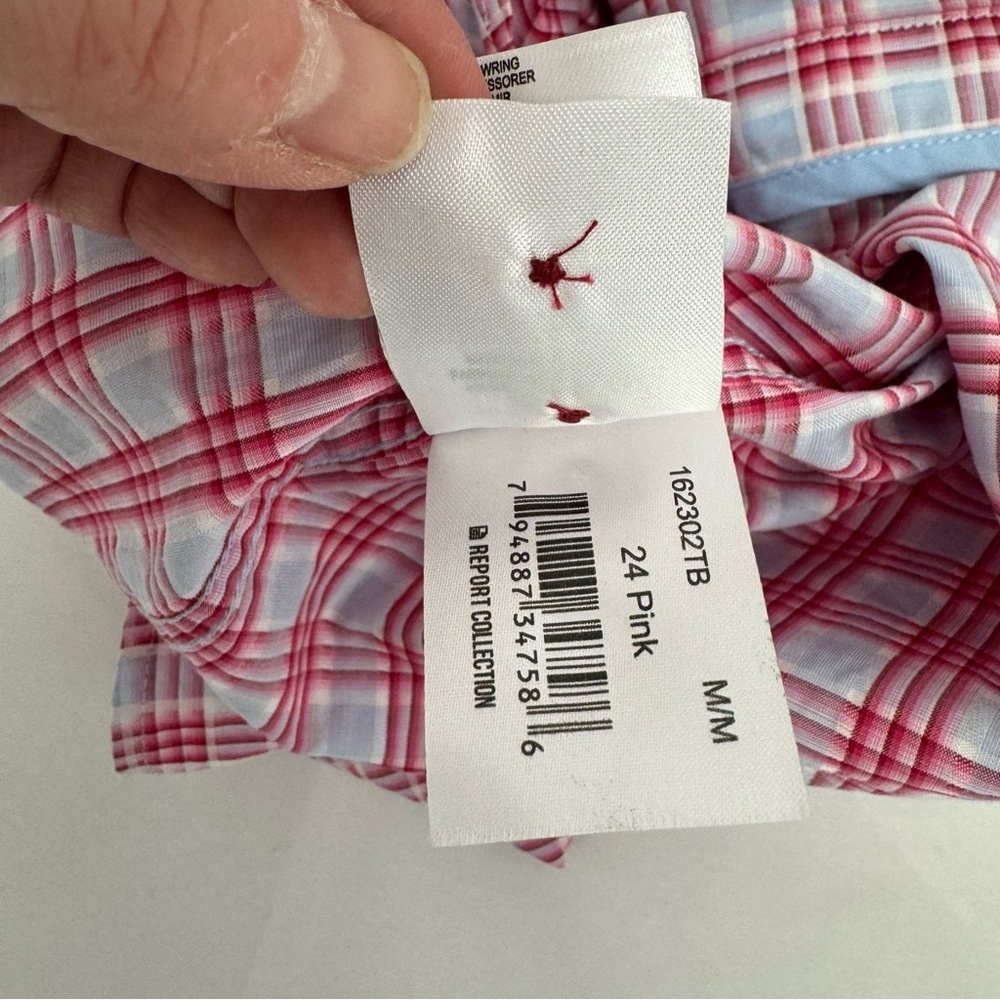 WRING
SSORER
162302TB
M/M
24 Pink
7 94887 34758 6
REPORT COLLECTION